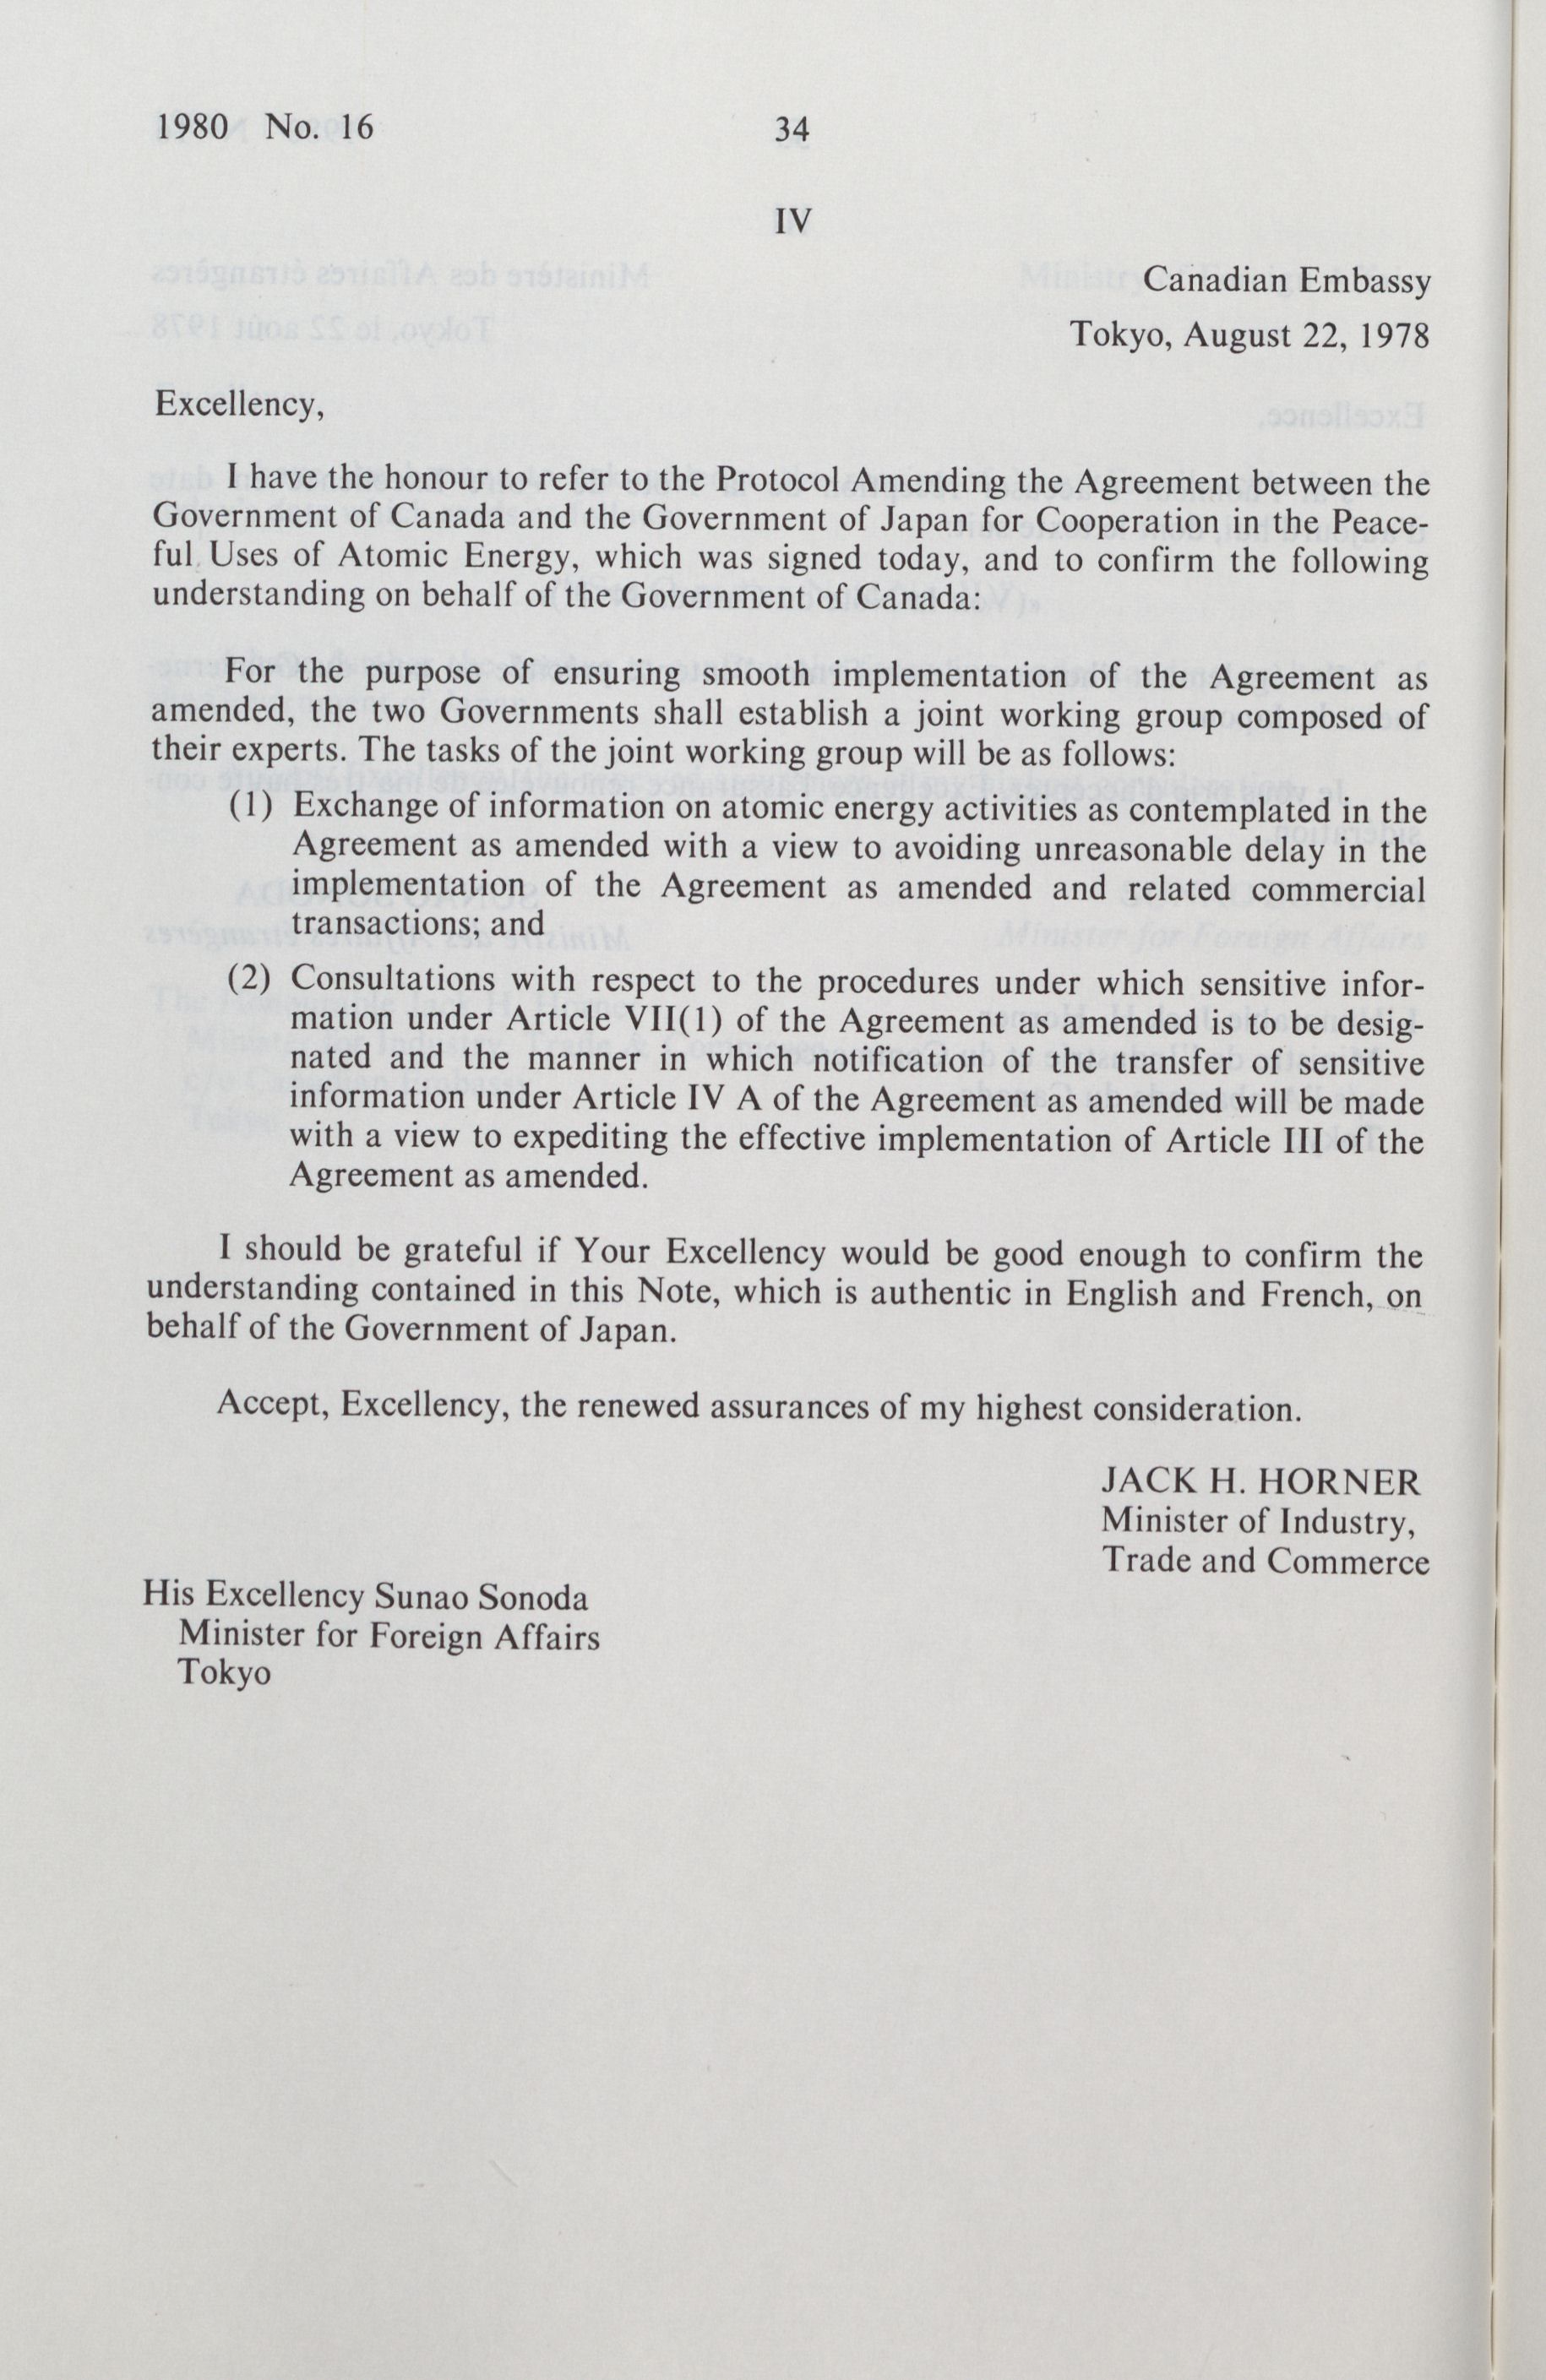 1980 No. 16
34
IV
Canadian Embassy
Tokyo, August 22, 1978
Excellency,
I have the honour to refer to the Protocol Amending the Agreement between the
Government of Canada and the Government of Japan for Cooperation in the Peace-
ful Uses of Atomic Energy, which was signed today, and to confirm the following
understanding on behalf of the Government of Canada:
For the purpose of ensuring smooth implementation of the Agreement as
amended, the two Governments shall establish a joint working group composed of
their experts. The tasks of the joint working group will be as follows:
(1) Exchange of information on atomic energy activities as contemplated in the
Agreement as amended with a view to avoiding unreasonable delay in the
implementation of the Agreement as amended and related commercial
transactions; and
(2) Consultations with respect to the procedures under which sensitive infor-
mation under Article VII(1) of the Agreement as amended is to be desig-
nated and the manner in which notification of the transfer of sensitive
information under Article IV A of the Agreement as amended will be made
with a view to expediting the effective implementation of Article III of the
Agreement as amended.
I should be grateful if Your Excellency would be good enough to confirm the
understanding contained in this Note, which is authentic in English and French, on
behalf of the Government of Japan.
Accept, Excellency, the renewed assurances of my highest consideration.
JACK H. HORNER
Minister of Industry,
Trade and Commerce
His Excellency Sunao Sonoda
Minister for Foreign Affairs
Tokyo